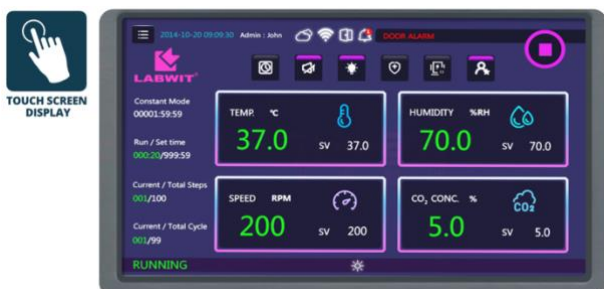 2014-10-20 09:09:30 Admin : John DOOR ALARM
LABWIT
TOUCH SCREEN
DISPLAY
Constant Mode
00001:59:59
Run / Set time
000:20/999:59
Current / Total Steps
001/100
Current / Total Cycle
001/99
TEMP. °C
37.0 SV 37.0
HUMIDITY %RH
70.0 SV 70.0
SPEED RPM
200 SV 200
CO₂ CONC. %
CO2
5.0 SV 5.0
RUNNING